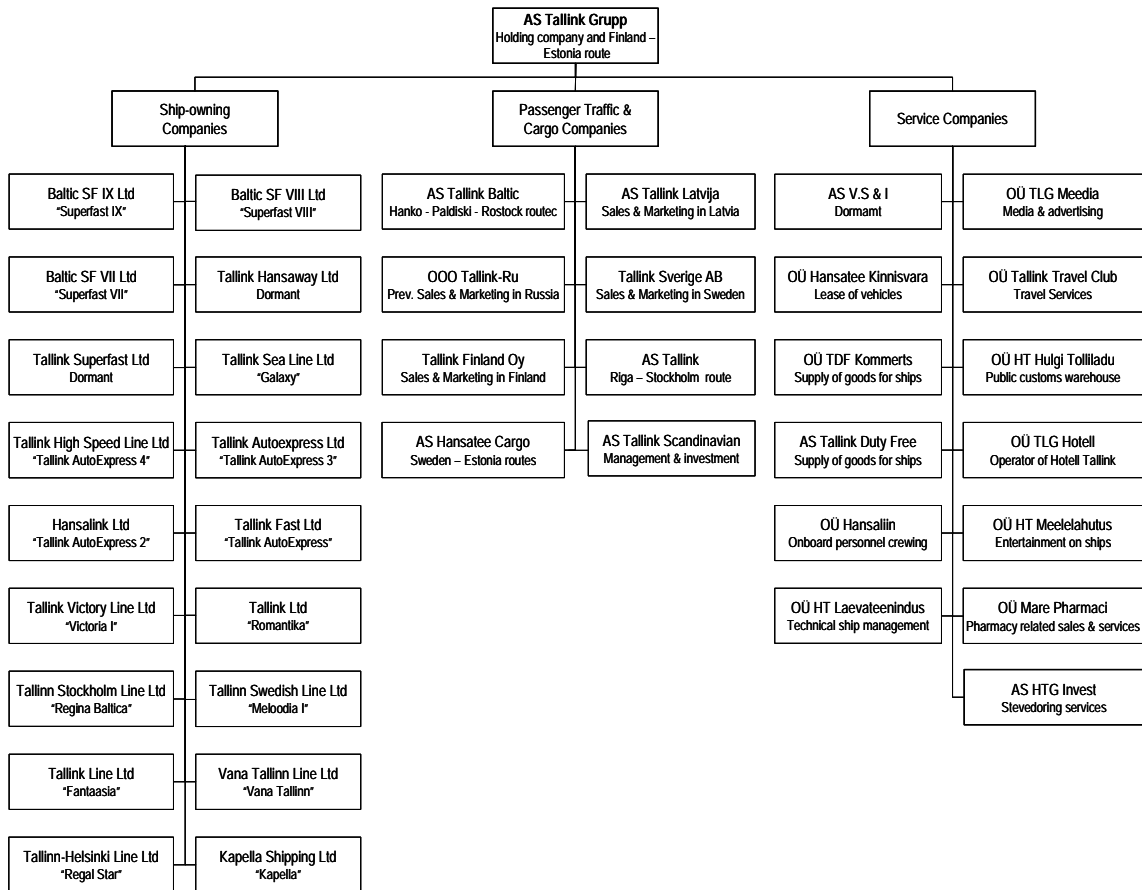 AS Tallink Grupp
Holding company and Finland –
Estonia route
Ship-owning
Companies
Passenger Traffic &
Cargo Companies
Service Companies
Baltic SF IX Ltd
"Superfast IX"
Baltic SF VIII Ltd
"Superfast VIII"
Baltic SF VII Ltd
"Superfast VII"
Tallink Hansaway Ltd
Dormant
Tallink Superfast Ltd
Dormant
Tallink Sea Line Ltd
"Galaxy"
Tallink High Speed Line Ltd
"Tallink AutoExpress 4"
Tallink Autoexpress Ltd
"Tallink AutoExpress 3"
Hansalink Ltd
"Tallink AutoExpress 2"
Tallink Fast Ltd
"Tallink AutoExpress"
Tallink Victory Line Ltd
"Victoria I"
Tallink Ltd
"Romantika"
Tallinn Stockholm Line Ltd
"Regina Baltica"
Tallinn Swedish Line Ltd
"Meloodia I"
Tallink Line Ltd
"Fantaasia"
Vana Tallinn Line Ltd
"Vana Tallinn"
Tallinn-Helsinki Line Ltd
"Regal Star"
Kapella Shipping Ltd
"Kapella"
AS Tallink Baltic
Hanko - Paldiski - Rostock routec
AS Tallink Latvija
Sales & Marketing in Latvia
OOO Tallink-Ru
Prev. Sales & Marketing in Russia
Tallink Sverige AB
Sales & Marketing in Sweden
Tallink Finland Oy
Sales & Marketing in Finland
AS Tallink
Riga – Stockholm route
AS Hansatee Cargo
Sweden – Estonia routes
AS Tallink Scandinavian
Management & investment
AS V.S & I
Dormamt
OÜ TLG Meedia
Media & advertising
OÜ Hansatee Kinnisvara
Lease of vehicles
OÜ Tallink Travel Club
Travel Services
OÜ TDF Kommerts
Supply of goods for ships
OÜ HT Hulgi Tolliladu
Public customs warehouse
AS Tallink Duty Free
Supply of goods for ships
OÜ TLG Hotell
Operator of Hotell Tallink
OÜ Hansaliin
Onboard personnel crewing
OÜ HT Meelelahutus
Entertainment on ships
OÜ HT Laevateenindus
Technical ship management
OÜ Mare Pharmaci
Pharmacy related sales & services
AS HTG Invest
Stevedoring services